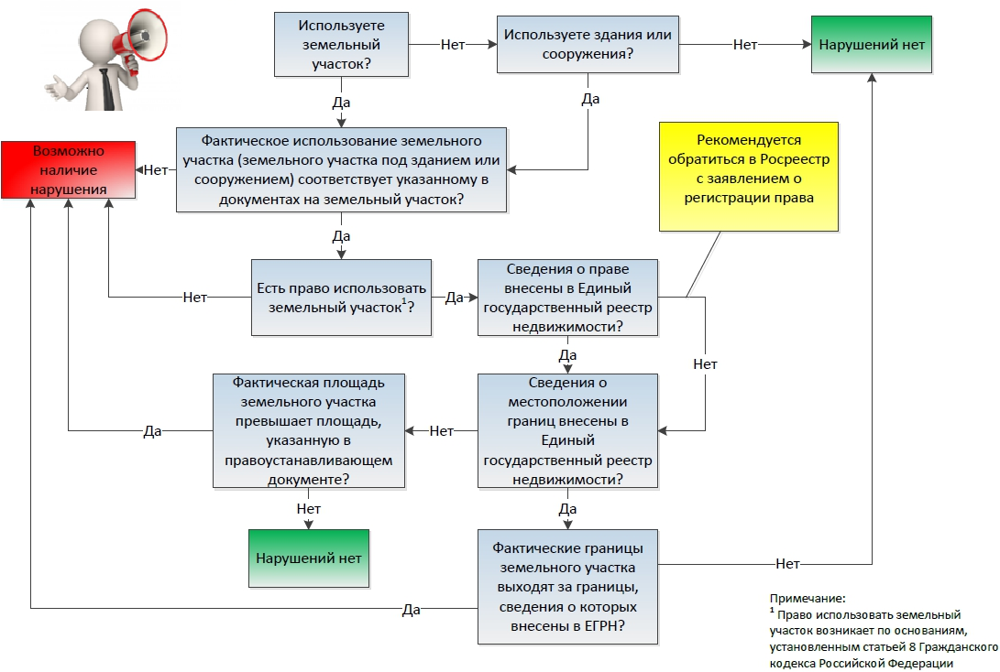 Используете
земельный
участок?
Нет
Используете здания или
сооружения?
Нет
Нарушений нет
Да
Да
Фактическое использование земельного
участка (земельного участка под зданием или
сооружением) соответствует указанному в
документах на земельный участок?
Нет
Возможно
наличие
нарушения
Рекомендуется
обратиться в Росреестр
с заявлением о
регистрации права
Да
Есть право использовать
земельный участок¹?
Нет
Да
Сведения о праве
внесены в Единый
государственный реестр
недвижимости?
Да
Нет
Сведения о
местоположении
границ внесены в
Единый
государственный реестр
недвижимости?
Нет
Фактическая площадь
земельного участка
превышает площадь,
указанную в
правоустанавливающем
документе?
Да
Нет
Нарушений нет
Да
Фактические границы
земельного участка
выходят за границы,
сведения о которых
внесены в ЕГРН?
Нет
Да
Примечание:
¹ Право использовать земельный
участок возникает по основаниям,
установленным статьей 8 Гражданского
кодекса Российской Федерации